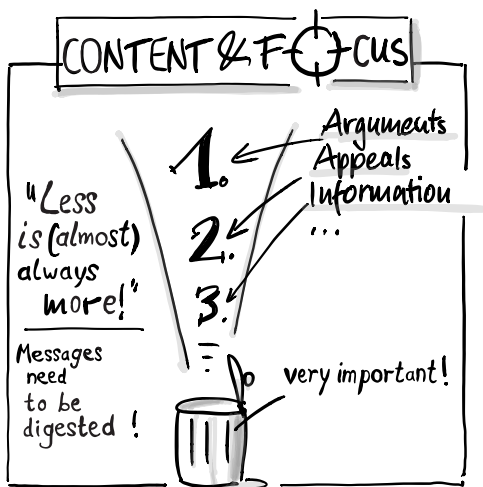 CONTENT & FOCUS
1.
2.
3.
Arguments
Appeals
Information
...
"Less
is (almost)
always
more!"
Messages
need
to be
digested !
very important!